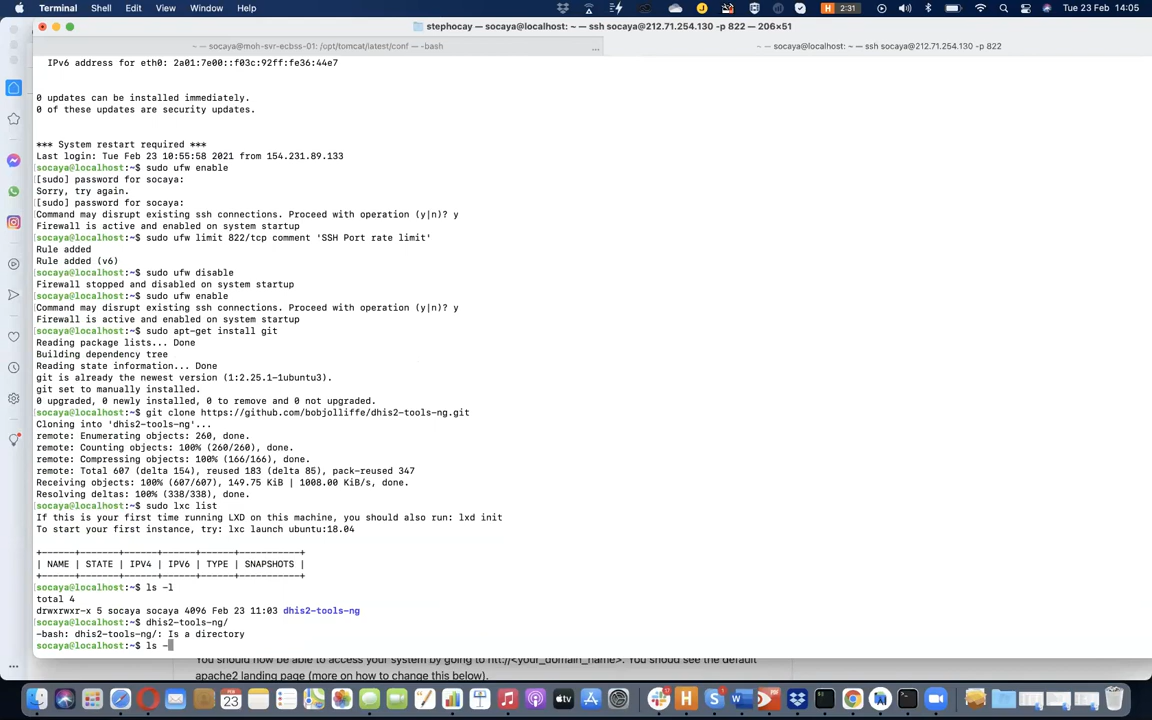 Terminal Shell Edit View Window Help H 2:31 Tue 23 Feb 14:05
stephocay — socaya@localhost: ~ — ssh socaya@212.71.254.130 -p 822 — 206×51
~ — socaya@moh-svr-ecbss-01: /opt/tomcat/latest/conf — -bash ... ~ — socaya@localhost: ~ — ssh socaya@212.71.254.130 -p 822
IPv6 address for eth0: 2a01:7e00::f03c:92ff:fe36:44e7
0 updates can be installed immediately.
0 of these updates are security updates.
*** System restart required ***
Last login: Tue Feb 23 10:55:58 2021 from 154.231.89.133
[socaya@localhost:~$ sudo ufw enable
[[sudo] password for socaya:
Sorry, try again.
[[sudo] password for socaya:
Command may disrupt existing ssh connections. Proceed with operation (y|n)? y
Firewall is active and enabled on system startup
[socaya@localhost:~$ sudo ufw limit 822/tcp comment 'SSH Port rate limit'
Rule added
Rule added (v6)
[socaya@localhost:~$ sudo ufw disable
Firewall stopped and disabled on system startup
[socaya@localhost:~$ sudo ufw enable
Command may disrupt existing ssh connections. Proceed with operation (y|n)? y
Firewall is active and enabled on system startup
[socaya@localhost:~$ sudo apt-get install git
Reading package lists... Done
Building dependency tree
Reading state information... Done
git is already the newest version (1:2.25.1-1ubuntu3).
git set to manually installed.
0 upgraded, 0 newly installed, 0 to remove and 0 not upgraded.
[socaya@localhost:~$ git clone https://github.com/bobjolliffe/dhis2-tools-ng.git
Cloning into 'dhis2-tools-ng'...
remote: Enumerating objects: 260, done.
remote: Counting objects: 100% (260/260), done.
remote: Compressing objects: 100% (166/166), done.
remote: Total 607 (delta 154), reused 183 (delta 85), pack-reused 347
Receiving objects: 100% (607/607), 149.75 KiB | 1008.00 KiB/s, done.
Resolving deltas: 100% (338/338), done.
[socaya@localhost:~$ sudo lxc list
If this is your first time running LXD on this machine, you should also run: lxd init
To start your first instance, try: lxc launch ubuntu:18.04
+------+-------+------+------+------+-----------+
| NAME | STATE | IPV4 | IPV6 | TYPE | SNAPSHOTS |
+------+-------+------+------+------+-----------+
[socaya@localhost:~$ ls -l
total 4
drwxrwxr-x 5 socaya socaya 4096 Feb 23 11:03 dhis2-tools-ng
[socaya@localhost:~$ dhis2-tools-ng/
-bash: dhis2-tools-ng/: Is a directory
socaya@localhost:~$ ls -
You should now be able to access your system by going to htt://<your_domain_name>. You shoud see the default
apache2 landing page (more on how to change this below).
FEB
23